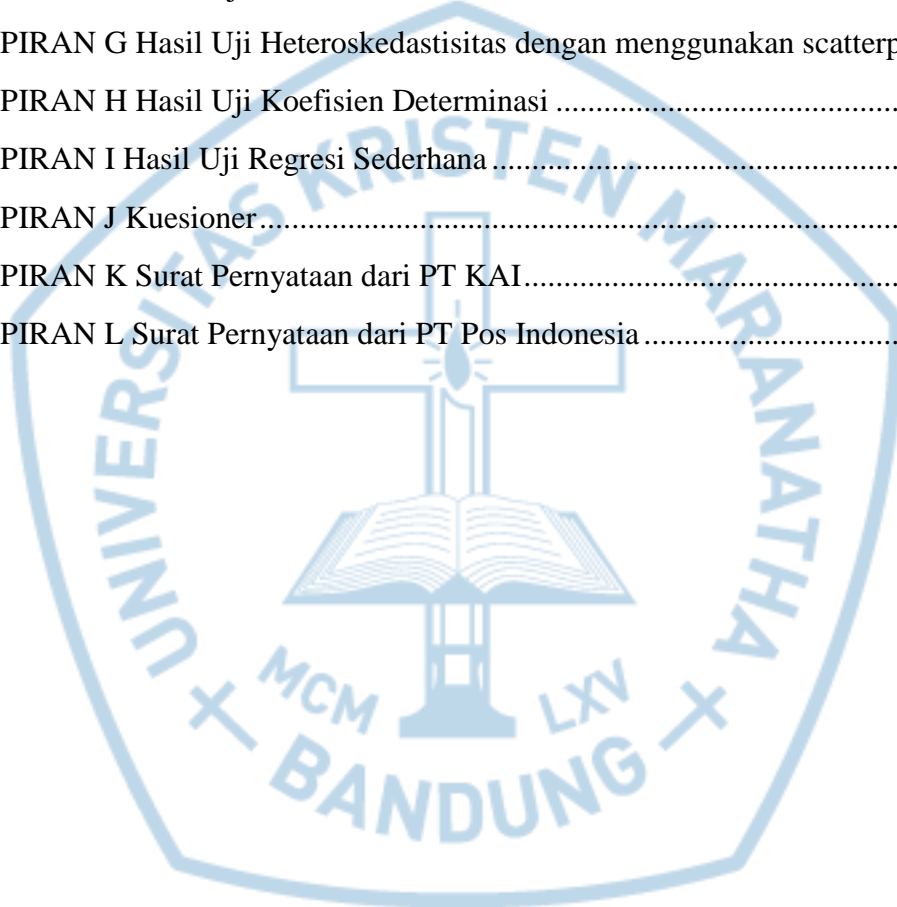 PIRAN G Hasil Uji Heteroskedastisitas dengan menggunakan scatterp
PIRAN H Hasil Uji Koefisien Determinasi ..............................................
PIRAN I Hasil Uji Regresi Sederhana ......................................................
PIRAN J Kuesioner ....................................................................................
PIRAN K Surat Pernyataan dari PT KAI ..................................................
PIRAN L Surat Pernyataan dari PT Pos Indonesia ..................................
UNIVERSITAS KRISTEN MARANATHA
MCM LXV
BANDUNG